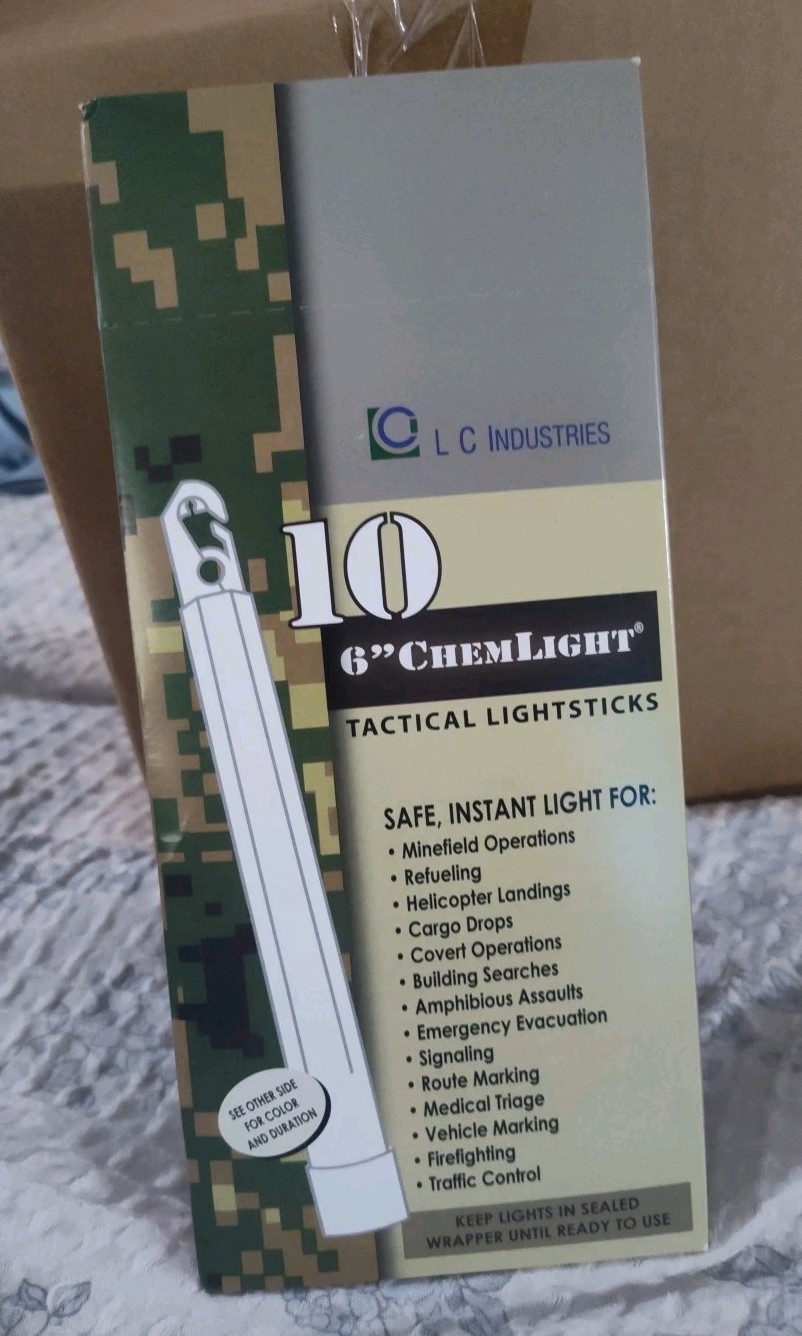 L C INDUSTRIES
10
6” CHEMLIGHT®
TACTICAL LIGHTSTICKS
SAFE, INSTANT LIGHT FOR:
• Minefield Operations
• Refueling
• Helicopter Landings
• Cargo Drops
• Covert Operations
• Building Searches
• Amphibious Assaults
• Emergency Evacuation
• Signaling
• Route Marking
• Medical Triage
• Vehicle Marking
• Firefighting
• Traffic Control
SEE OTHER SIDE
FOR COLOR
AND DURATION
KEEP LIGHTS IN SEALED
WRAPPER UNTIL READY TO USE